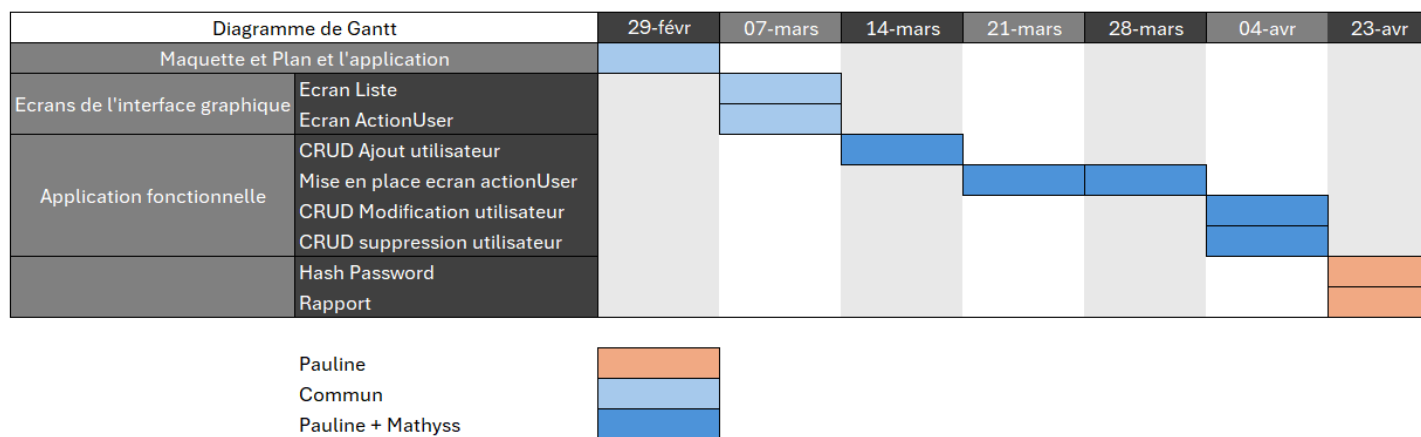 Diagramme de Gantt 29-févr 07-mars 14-mars 21-mars 28-mars 04-avr 23-avr
Maquette et Plan et l'application
Ecrans de l'interface graphique
Ecran Liste
Ecran ActionUser
Application fonctionnelle
CRUD Ajout utilisateur
Mise en place ecran actionUser
CRUD Modification utilisateur
CRUD suppression utilisateur
Hash Password
Rapport
Pauline
Commun
Pauline + Mathyss